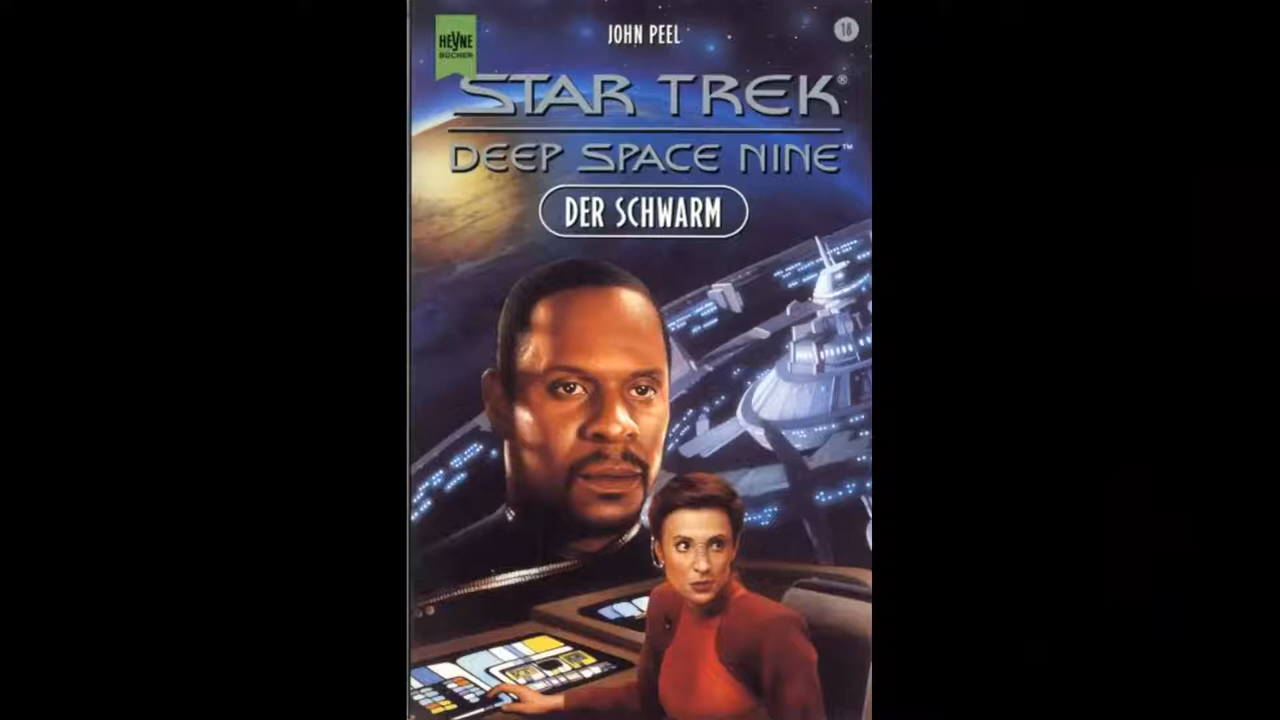 HEYNE
BÜCHER
JOHN PEEL
18
STAR TREK®
DEEP SPACE NINE™
DER SCHWARM